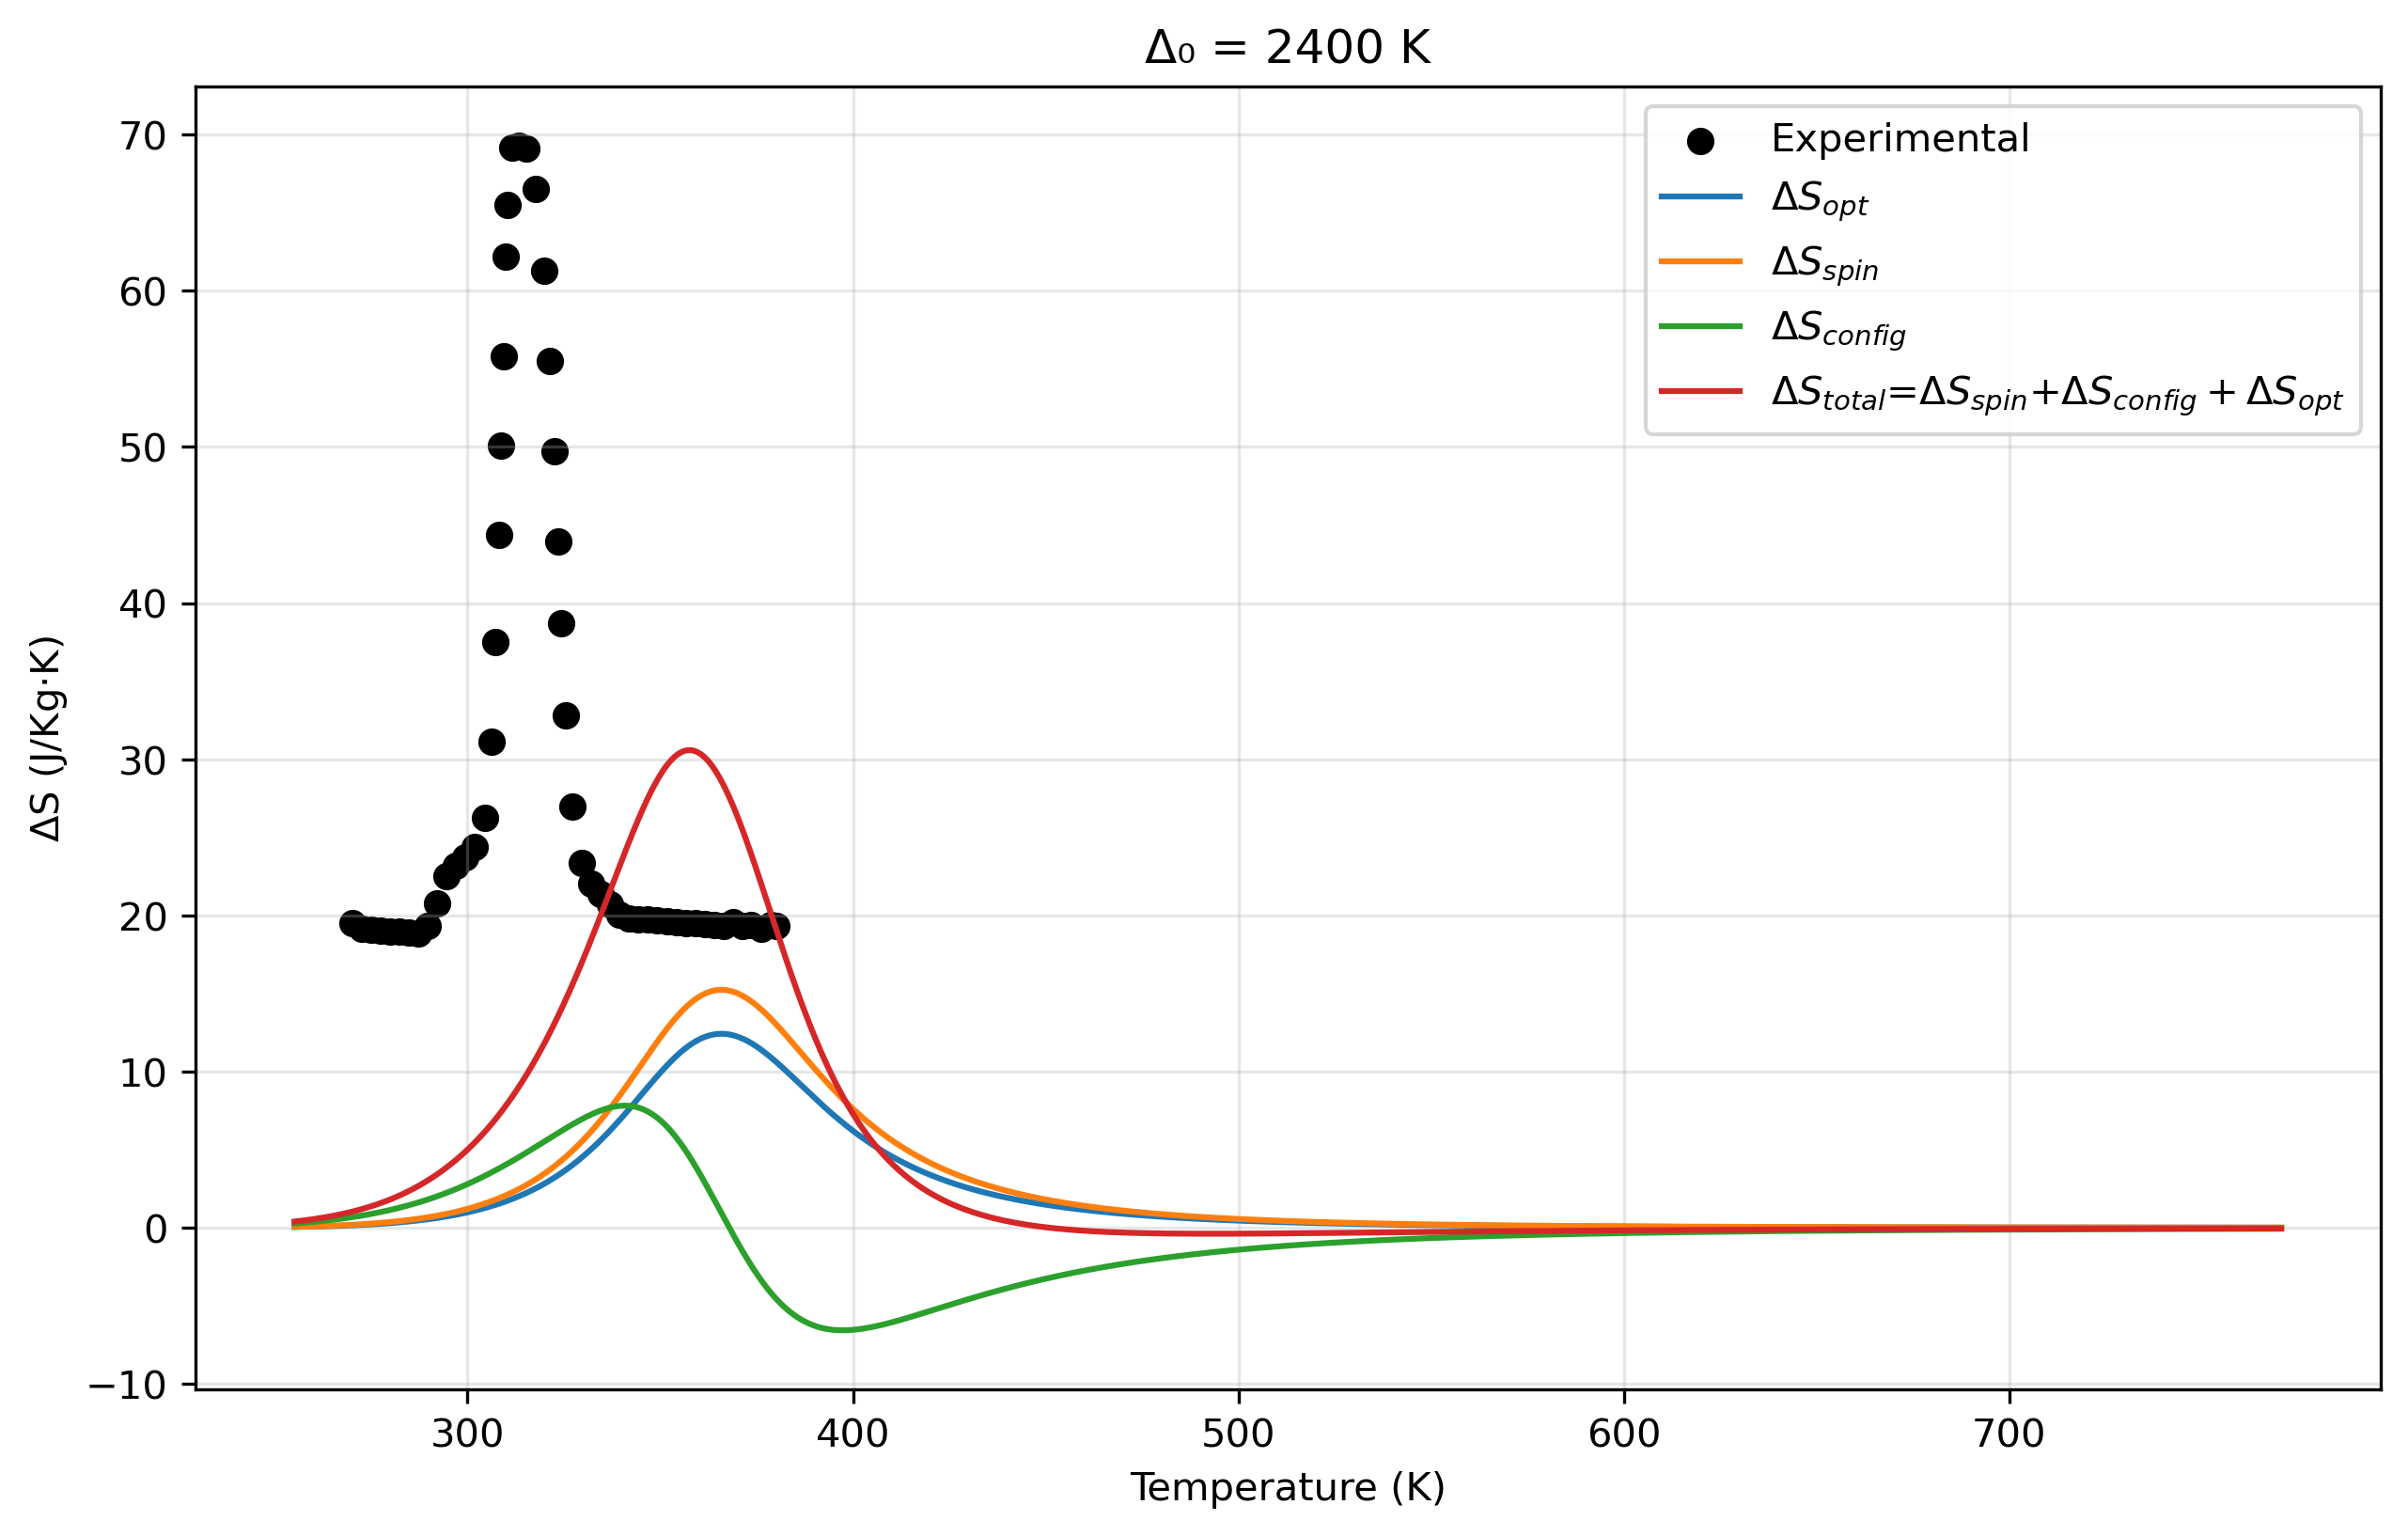 Δ₀ = 2400 K
70
60
50
40
30
20
10
0
−10
ΔS (J/Kg·K)
Experimental
ΔS_opt
ΔS_spin
ΔS_config
ΔS_total=ΔS_spin+ΔS_config + ΔS_opt
300
400
500
600
700
Temperature (K)